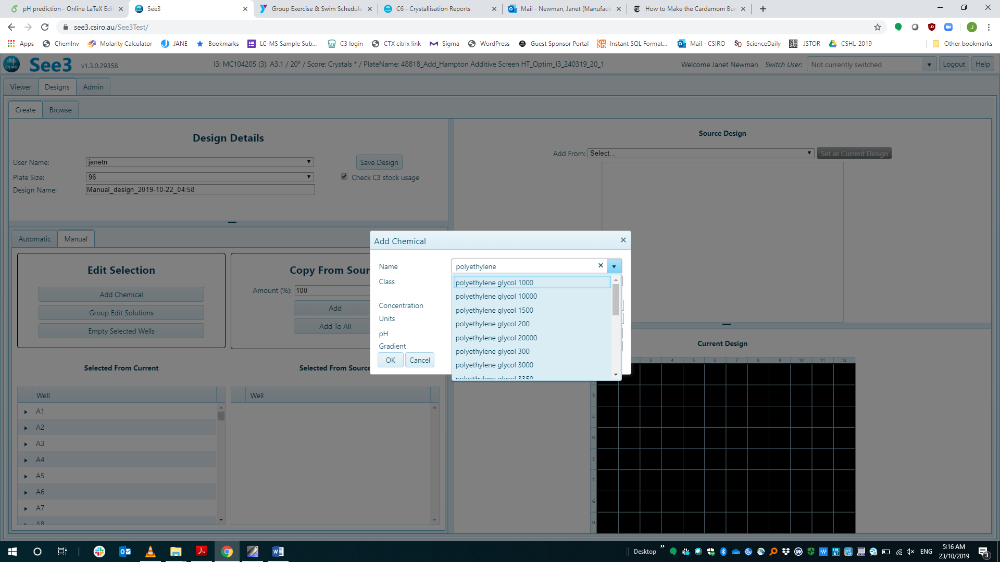 pH prediction - Online LaTeX Edit
See3
Group Exercise & Swim Schedule
C6 - Crystallisation Reports
Mail - Newman, Janet (Manufactu
How to Make the Cardamom Bun
see3.csiro.au/See3Test/
J
Apps
ChemInv
Molarity Calculator
JANE
Bookmarks
LC-MS Sample Sub...
C3 login
CTX citrix link
Sigma
WordPress
Guest Sponsor Portal
Instant SQL Format...
Mail - CSIRO
ScienceDaily
JSTOR
CSHL-2019
Other bookmarks
CSIRO
See3 v1.3.0.29358
I3: MC104205 (3), A3.1 / 20° / Score: Crystals * / PlateName: 48818_Add_Hampton Additive Screen HT_Optim_I3_240319_20_1
Welcome Janet Newman Switch User: Not currently switched Logout Help
Viewer Designs Admin
Create Browse
Design Details
User Name: janetn
Save Design
Plate Size: 96
Check C3 stock usage
Design Name: Manual_design_2019-10-22_04:58
Source Design
Add From: Select... Set as Current Design
Automatic Manual
Edit Selection
Add Chemical
Group Edit Solutions
Empty Selected Wells
Copy From Sour
Amount (%): 100
Add
Add To All
Selected From Current
Well
A1
A2
A3
A4
A5
A6
A7
A8
Selected From Source
Well
Add Chemical
Name polyethylene
Class
Concentration
Units
pH
Gradient
OK Cancel
polyethylene glycol 1000
polyethylene glycol 10000
polyethylene glycol 1500
polyethylene glycol 200
polyethylene glycol 20000
polyethylene glycol 300
polyethylene glycol 3000
polyethylene glycol 3350
Current Design
3 4 5 6 7 8 9 10 11 12
B
C
D
E
F
G
H
Desktop
ENG
5:16 AM
23/10/2019
3